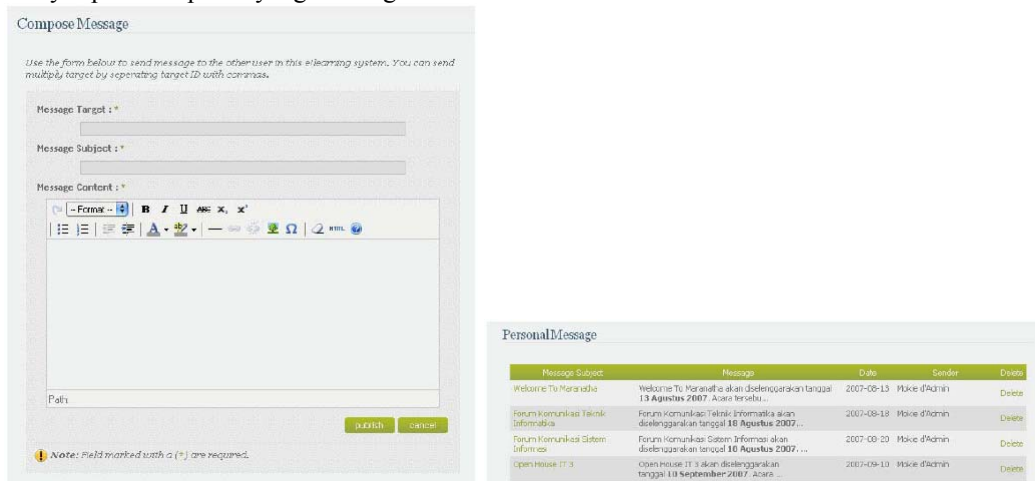 Compose Message
Use the form below to send message to the other user in this elearning system. You can send
multiply target by seperating target ID with commas.
Message Target : *
Message Subject : *
Message Content : *
-- Format --
B I U ABC x, x'
A ab HTML
Path:
publish cancel
Note: Field marked with a (*) are required.
Personal Message
Message Subject Message Date Sender Delete
Welcome To Maranatha Welcome To Maranatha akan diselenggarakan tanggal 2007-08-13 Mokie d'Admin Delete
13 Agustus 2007. Acara tersebu...
Forum Komunikasi Teknik Forum Komunikasi Teknik Informatika akan 2007-08-18 Mokie d'Admin Delete
Informatika diselenggarakan tanggal 18 Agustus 2007...
Forum Komunikasi Sistem Forum Komunikasi Sistem Informasi akan 2007-08-20 Mokie d'Admin Delete
Informasi diselenggarakan tanggal 10 Agustus 2007. ...
Open House IT 3 Open House IT 3 akan diselenggarakan 2007-09-10 Mokie d'Admin Delete
tanggal 10 September 2007. Acara ...